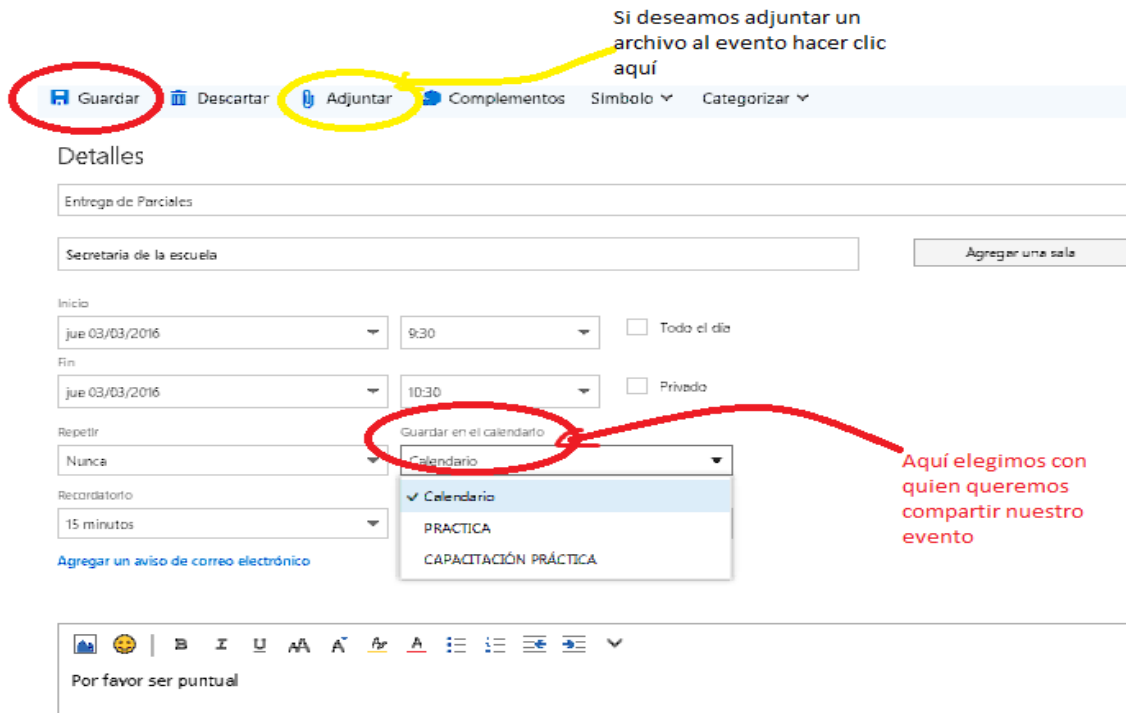 Si deseamos adjuntar un
archivo al evento hacer clic
aquí
Guardar Descartar Adjuntar Complementos Símbolo Categorizar
Detalles
Entrega de Parciales
Secretaria de la escuela Agregar una sala
Inicio
jue 03/03/2016 9:30 Todo el día
Fin
jue 03/03/2016 10:30 Privado
Repetir Guardar en el calendario
Nunca Calendario
Aquí elegimos con
quien queremos
compartir nuestro
evento
Recordatorio Calendario
15 minutos PRACTICA
Agregar un aviso de correo electrónico CAPACITACIÓN PRÁCTICA
B I U AA A Ay A
Por favor ser puntual